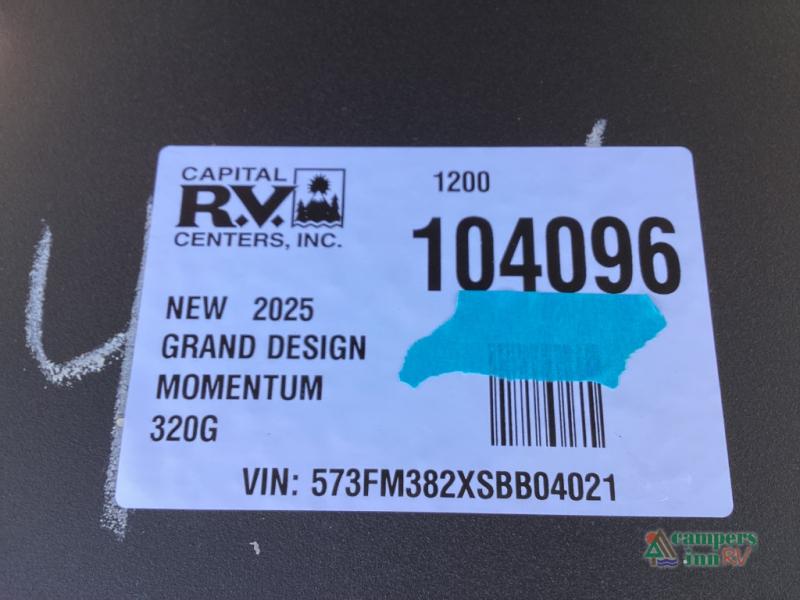 CAPITAL
R.V.
CENTERS, INC.
1200
104096
NEW 2025
GRAND DESIGN
MOMENTUM
320G
VIN: 573FM382XSBB04021
campers
inn RV